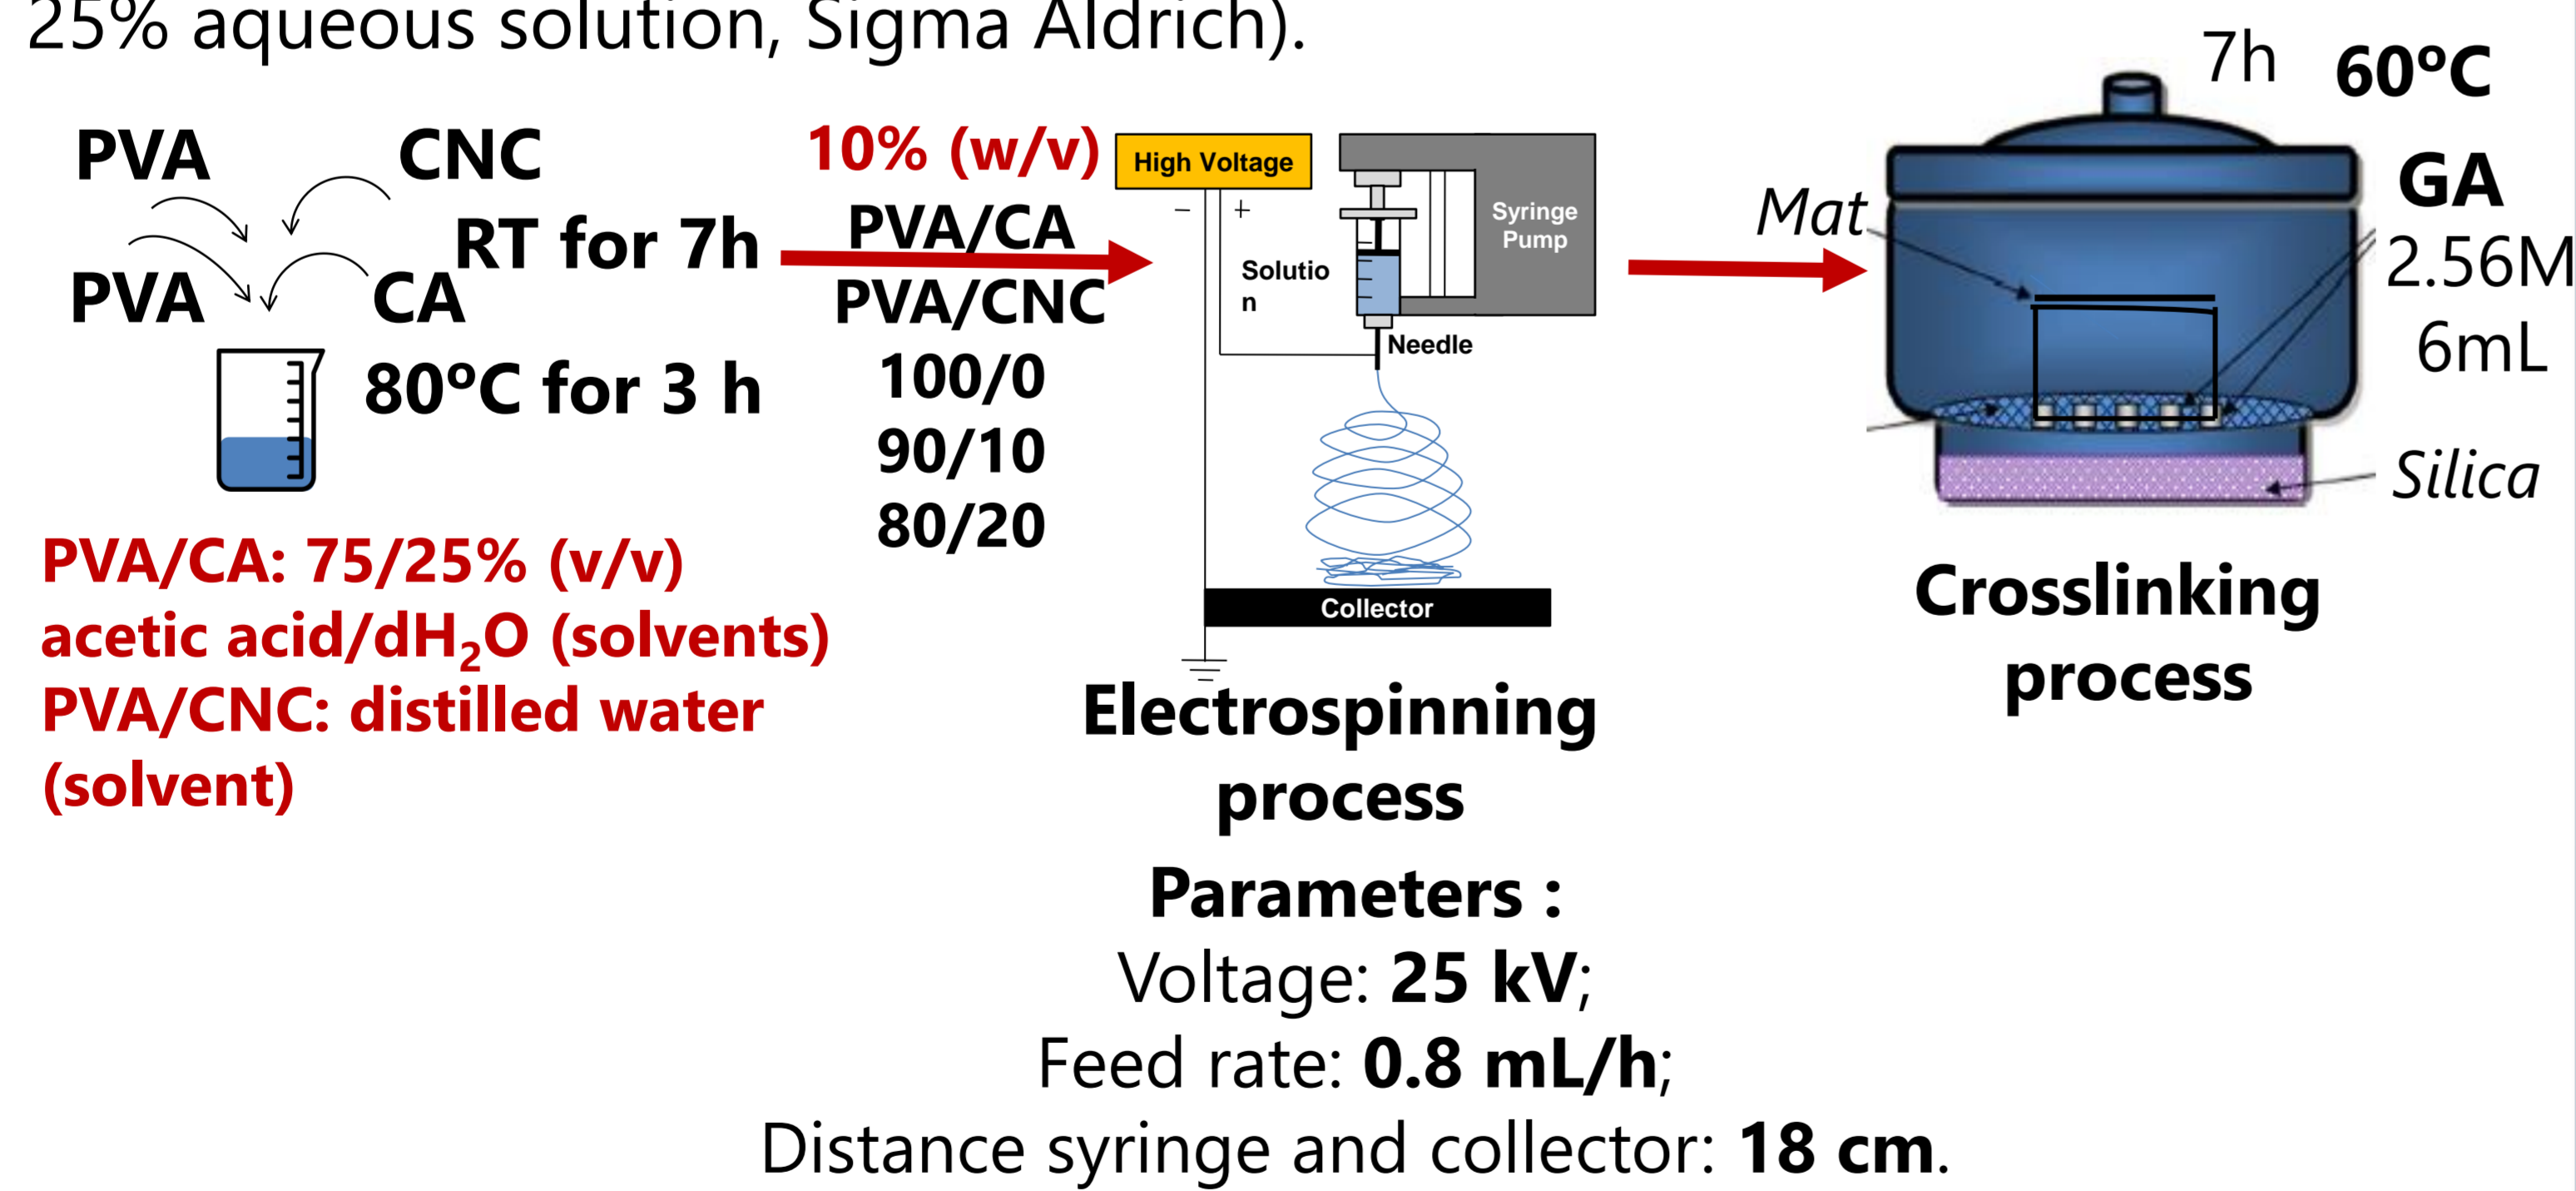 25% aqueous solution, Sigma Aldrich).
PVA
CNC
RT for 7h
PVA
CA
80ºC for 3 h
PVA/CA: 75/25% (v/v)
acetic acid/dH₂O (solvents)
PVA/CNC: distilled water
(solvent)
10% (w/v)
PVA/CA
PVA/CNC
100/0
90/10
80/20
High Voltage
− +
Syringe
Pump
Solutio
n
Needle
Collector
Electrospinning
process
Parameters :
Voltage: 25 kV;
Feed rate: 0.8 mL/h;
Distance syringe and collector: 18 cm.
7h 60ºC
Mat
GA
2.56M
6mL
Silica
Crosslinking
process